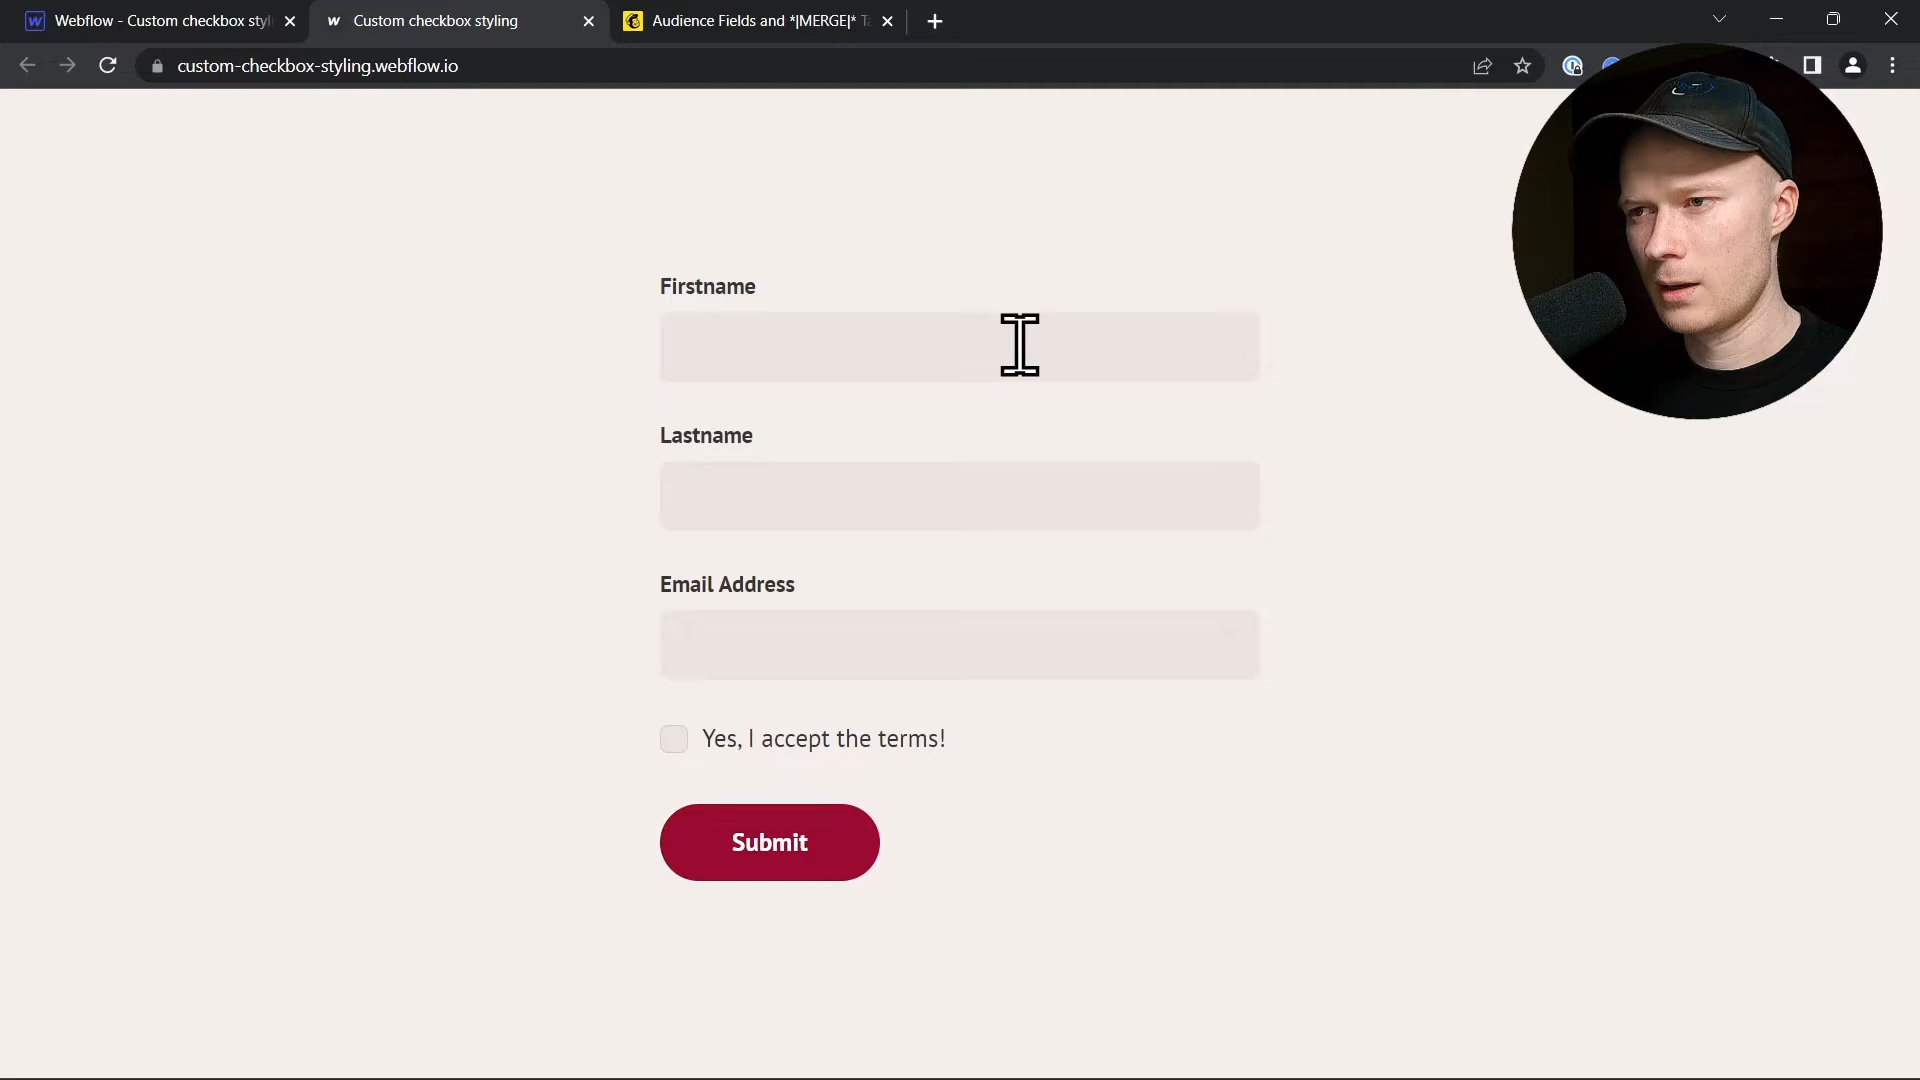 Webflow - Custom checkbox styl
Custom checkbox styling
Audience Fields and *|MERGE|* Ta
custom-checkbox-styling.webflow.io
Firstname
Lastname
Email Address
Yes, I accept the terms!
Submit